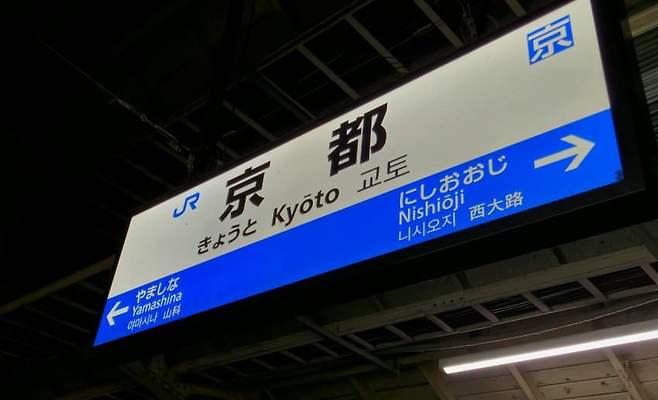 京
JR 京都
きょうと Kyōto 교토
にしおおじ
Nishiōji
니시오지 西大路
やましな
Yamashina
야마시나 山科